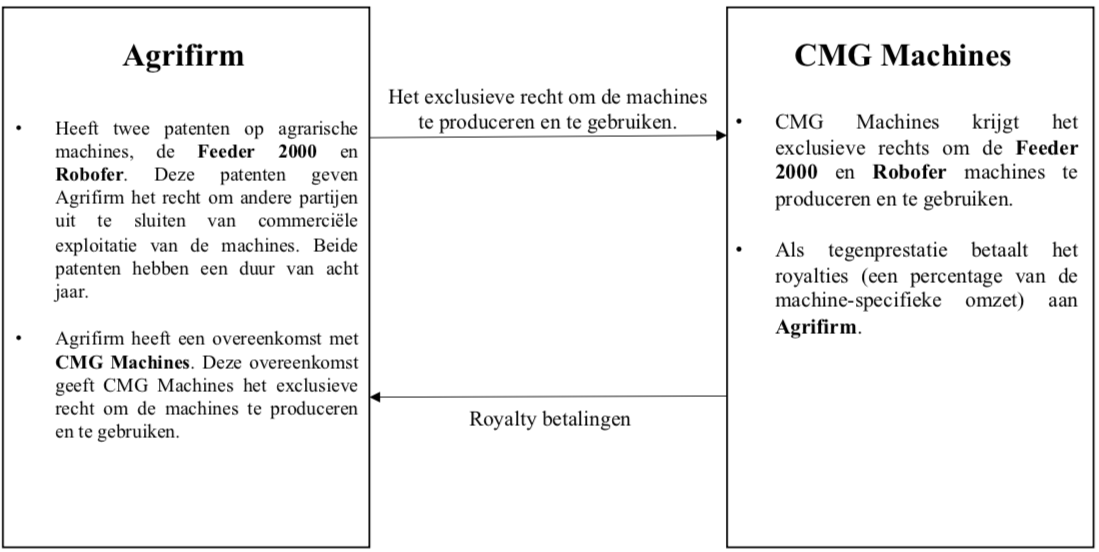 Agrifirm
• Heeft twee patenten op agrarische
machines, de Feeder 2000 en
Robofer. Deze patenten geven
Agrifirm het recht om andere partijen
uit te sluiten van commerciële
exploitatie van de machines. Beide
patenten hebben een duur van acht
jaar.
• Agrifirm heeft een overeenkomst met
CMG Machines. Deze overeenkomst
geeft CMG Machines het exclusieve
recht om de machines te produceren
en te gebruiken.
Het exclusieve recht om de machines
te produceren en te gebruiken.
Royalty betalingen
CMG Machines
• CMG Machines krijgt het
exclusieve rechts om de Feeder
2000 en Robofer machines te
produceren en te gebruiken.
• Als tegenprestatie betaalt het
royalties (een percentage van de
machine-specifieke omzet) aan
Agrifirm.